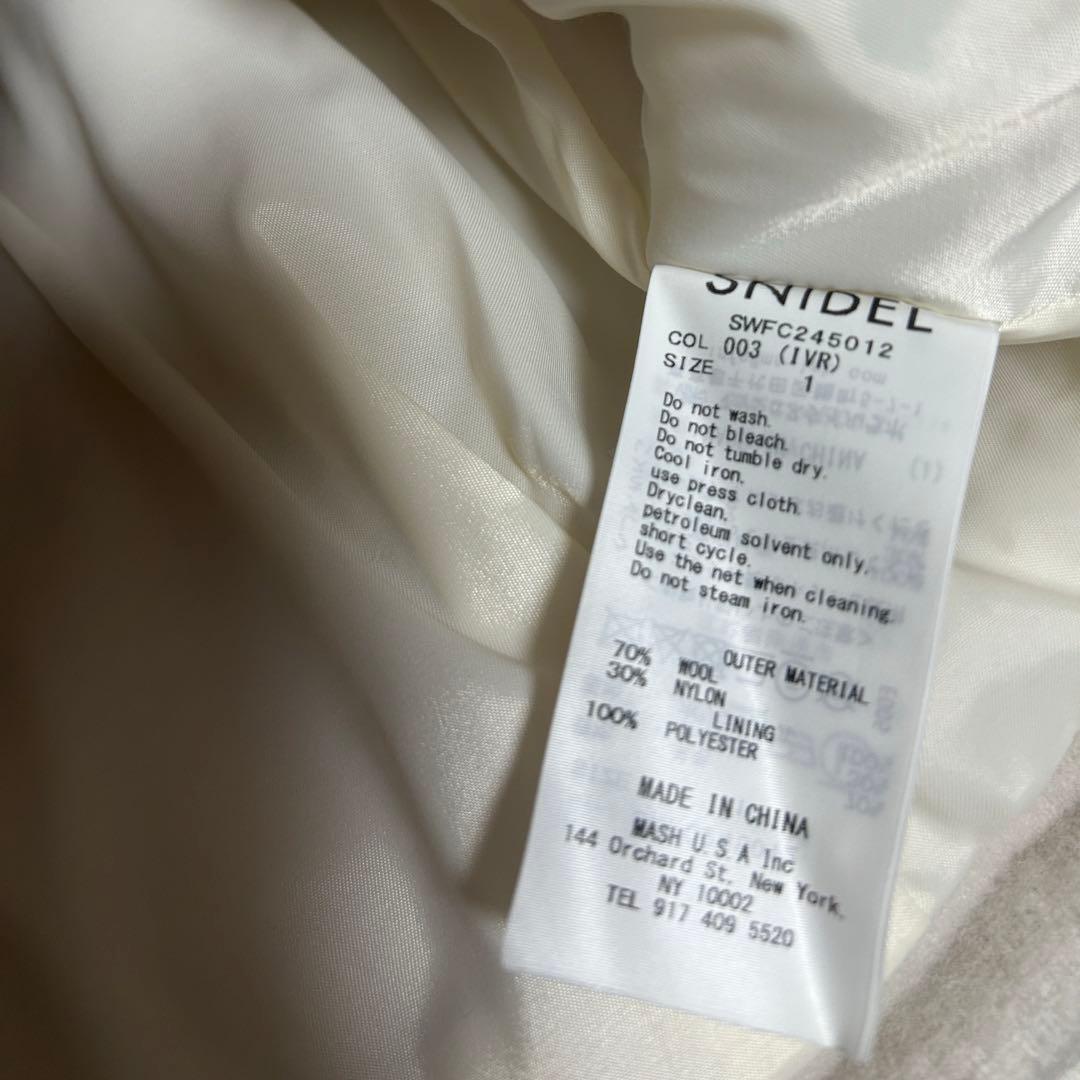 SNIDEL
SWFC245012
COL 003 (IVR)
SIZE 1
Do not wash.
Do not bleach.
Do not tumble dry.
Cool iron.
use press cloth.
Dryclean.
petroleum solvent only.
short cycle.
Use the net when cleaning.
Do not steam iron.
OUTER MATERIAL
70% WOOL
30% NYLON
LINING
100% POLYESTER
MADE IN CHINA
MASH U S A Inc
144 Orchard St. New York.
NY 10002
TEL 917 409 5520